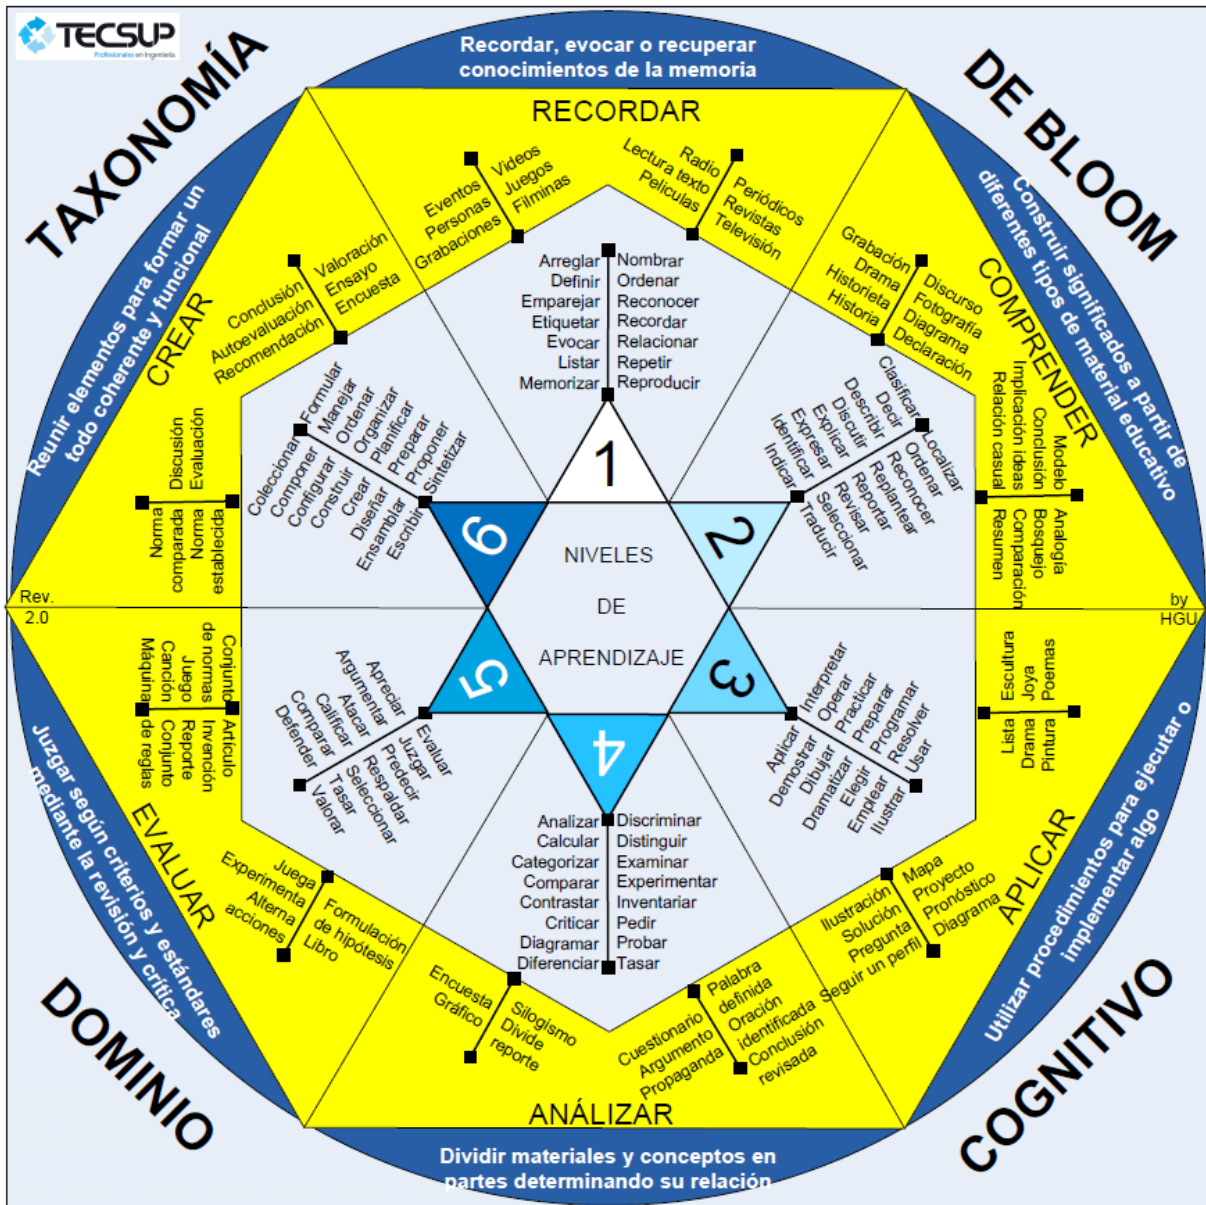 TECSUP
Profesionales en Ingeniería
TAXONOMÍA
DE BLOOM
DOMINIO
COGNITIVO
Recordar, evocar o recuperar
conocimientos de la memoria
RECORDAR
Eventos
Personas
Grabaciones
Videos
Juegos
Filminas
Radio
Lectura texto
Peliculas
Periódicos
Revistas
Televisión
Arreglar
Definir
Emparejar
Etiquetar
Evocar
Listar
Memorizar
Nombrar
Ordenar
Reconocer
Recordar
Relacionar
Repetir
Reproducir
1
Construir significados a partir de
diferentes tipos de material educativo
COMPRENDER
Grabación
Drama
Historieta
Historia
Discurso
Fotografía
Diagrama
Declaración
Modelo
Conclusión
Implicación ideas
Relación casual
Analogía
Bosquejo
Comparación
Resumen
Clasificar
Decir
Describir
Discutir
Explicar
Expresar
Identificar
Indicar
Localizar
Ordenar
Reconocer
Replantear
Reportar
Revisar
Seleccionar
Traducir
2
by
HGU
Utilizar procedimientos para ejecutar o
implementar algo
APLICAR
Escultura
Joya
Poemas
Lista
Drama
Pintura
Mapa
Proyecto
Pronóstico
Diagrama
Ilustración
Solución
Pregunta
Seguir un perfil
Interpretar
Operar
Practicar
Preparar
Programar
Resolver
Usar
Aplicar
Demostrar
Dibujar
Dramatizar
Elegir
Emplear
Ilustrar
3
Dividir materiales y conceptos en
partes determinando su relación
ANÁLIZAR
Palabra
definida
Oración
identificada
Conclusión
revisada
Cuestionario
Argumento
Propaganda
Encuesta
Gráfico
Silogismo
Divide
reporte
Analizar
Calcular
Categorizar
Comparar
Contrastar
Criticar
Diagramar
Diferenciar
Discriminar
Distinguir
Examinar
Experimentar
Inventariar
Pedir
Probar
Tasar
4
Juzgar según criterios y estándares
mediante la revisión y crítica
EVALUAR
Juega
Experimenta
Alterna
acciones
Formulación
de hipótesis
Libro
Conjunto
de normas
Juego
Canción
Máquina
Artículo
Invención
Reporte
Conjunto
de reglas
Apreciar
Argumentar
Atacar
Calificar
Comparar
Defender
Evaluar
Juzgar
Predecir
Respaldar
Seleccionar
Tasar
Valorar
5
Rev.
2.0
Reunir elementos para formar un
todo coherente y funcional
CREAR
Discusión
Evaluación
Norma
comparada
Norma
establecida
Conclusión
Autoevaluación
Recomendación
Valoración
Ensayo
Encuesta
Coleccionar
Componer
Configurar
Construir
Crear
Diseñar
Ensamblar
Escribir
Formular
Manejar
Ordenar
Organizar
Planificar
Preparar
Proponer
Sintetizar
6
NIVELES
DE
APRENDIZAJE